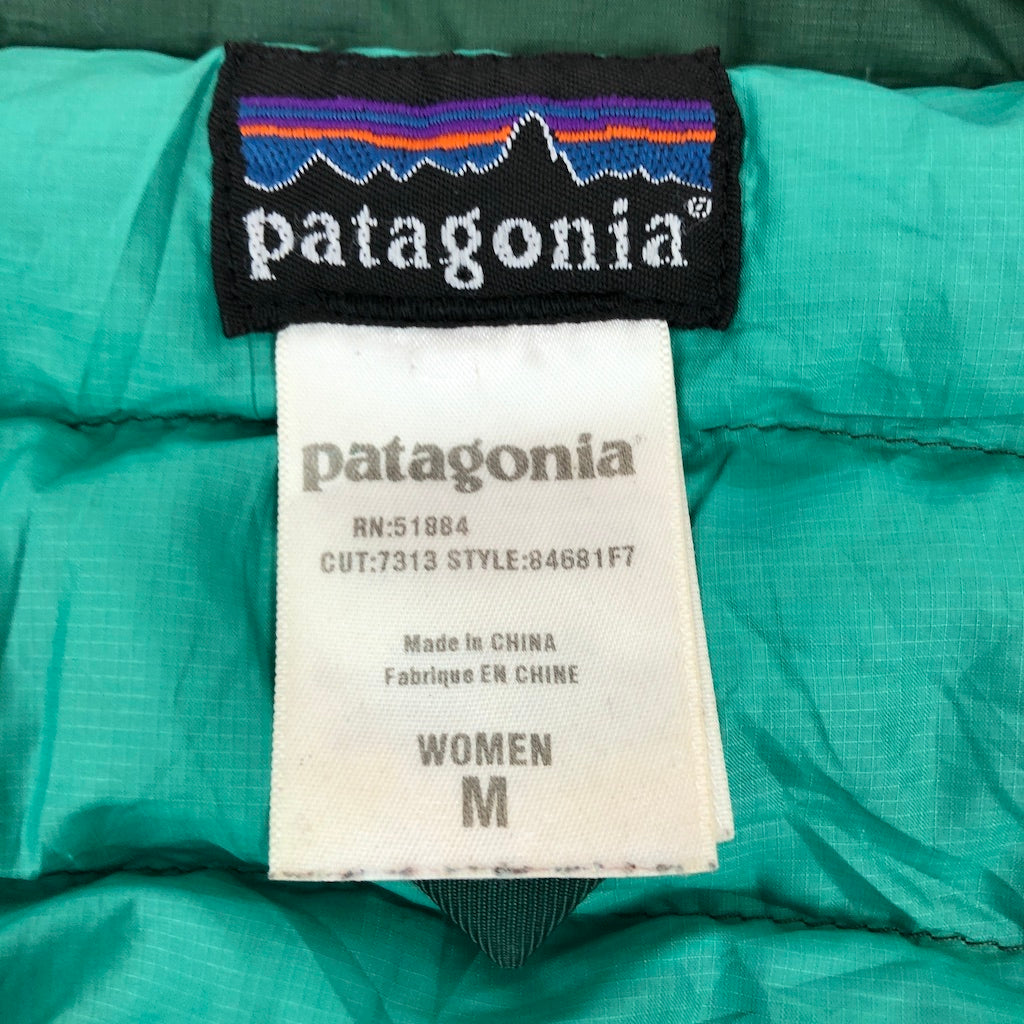 patagonia®
patagonia®
RN:51884
CUT:7313 STYLE:84681F7
Made in CHINA
Fabrique EN CHINE
WOMEN
M